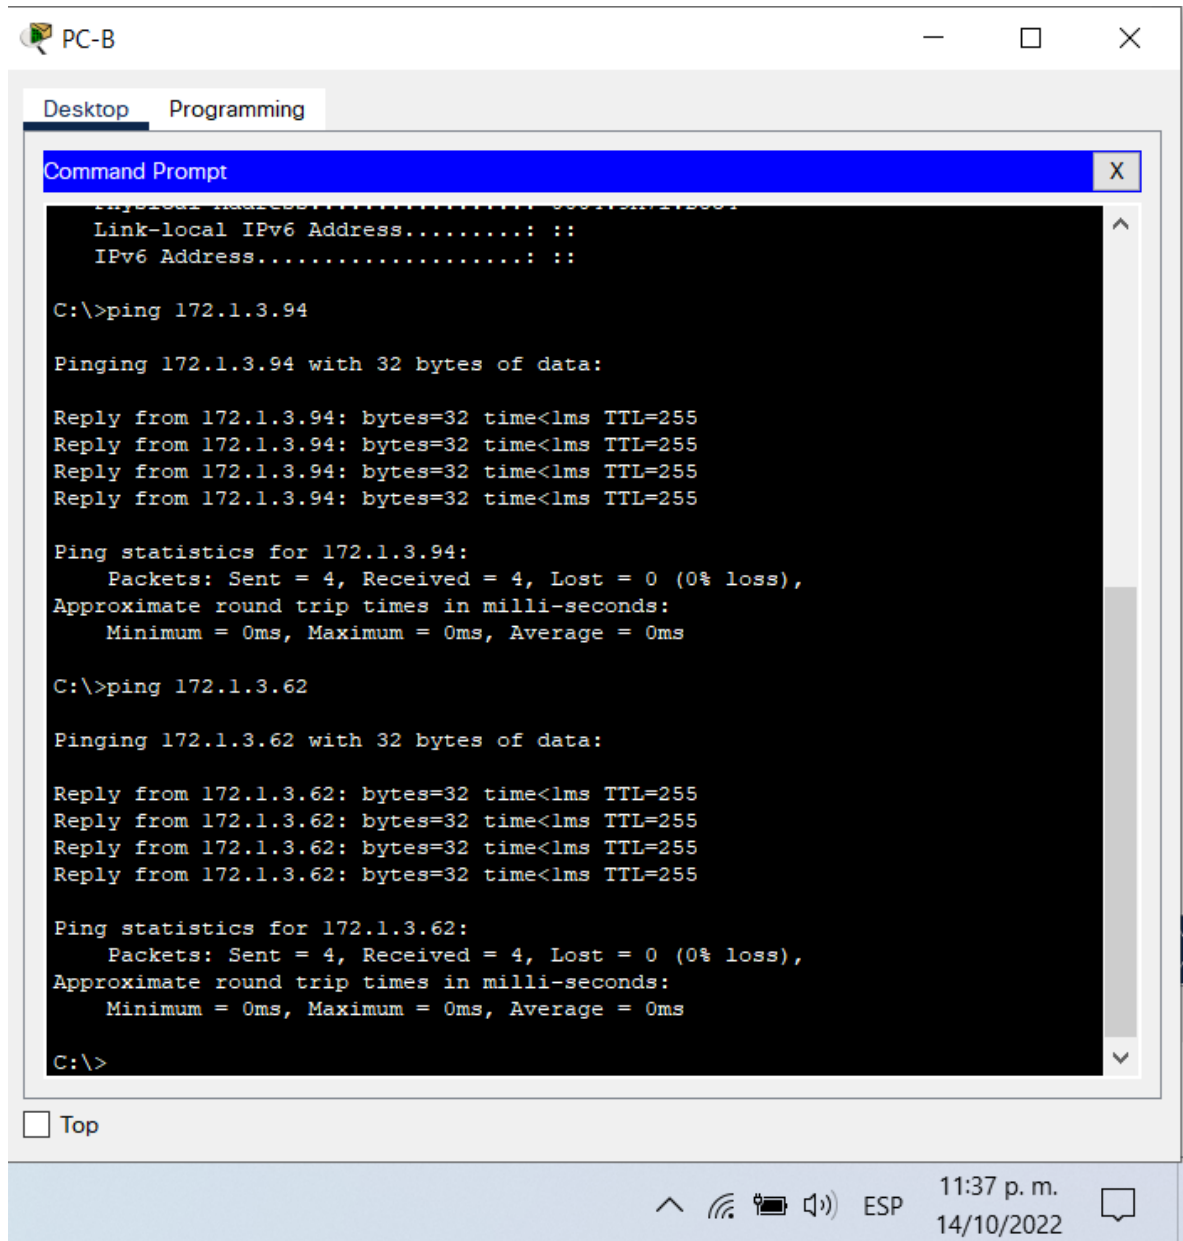 PC-B
Desktop Programming
Command Prompt X
Link-local IPv6 Address.........: ::
IPv6 Address....................: ::
C:\>ping 172.1.3.94
Pinging 172.1.3.94 with 32 bytes of data:
Reply from 172.1.3.94: bytes=32 time<1ms TTL=255
Reply from 172.1.3.94: bytes=32 time<1ms TTL=255
Reply from 172.1.3.94: bytes=32 time<1ms TTL=255
Reply from 172.1.3.94: bytes=32 time<1ms TTL=255
Ping statistics for 172.1.3.94:
Packets: Sent = 4, Received = 4, Lost = 0 (0% loss),
Approximate round trip times in milli-seconds:
Minimum = 0ms, Maximum = 0ms, Average = 0ms
C:\>ping 172.1.3.62
Pinging 172.1.3.62 with 32 bytes of data:
Reply from 172.1.3.62: bytes=32 time<1ms TTL=255
Reply from 172.1.3.62: bytes=32 time<1ms TTL=255
Reply from 172.1.3.62: bytes=32 time<1ms TTL=255
Reply from 172.1.3.62: bytes=32 time<1ms TTL=255
Ping statistics for 172.1.3.62:
Packets: Sent = 4, Received = 4, Lost = 0 (0% loss),
Approximate round trip times in milli-seconds:
Minimum = 0ms, Maximum = 0ms, Average = 0ms
C:\>
Top
ESP
11:37 p. m.
14/10/2022